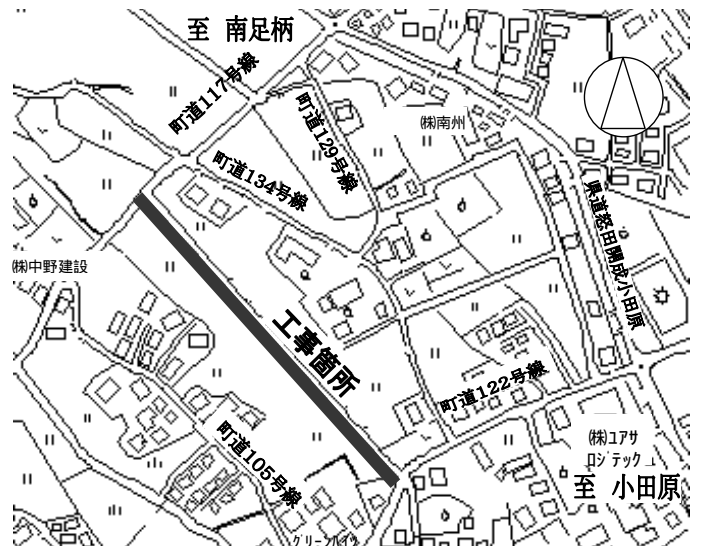 至 南足柄
町道117号線
町道129号線
㈱南州
町道134号線
県道怒田開成小田原
㈱中野建設
工事箇所
町道122号線
㈱ユアサ
ロジテック
町道105号線
至 小田原
グリーンハイツ